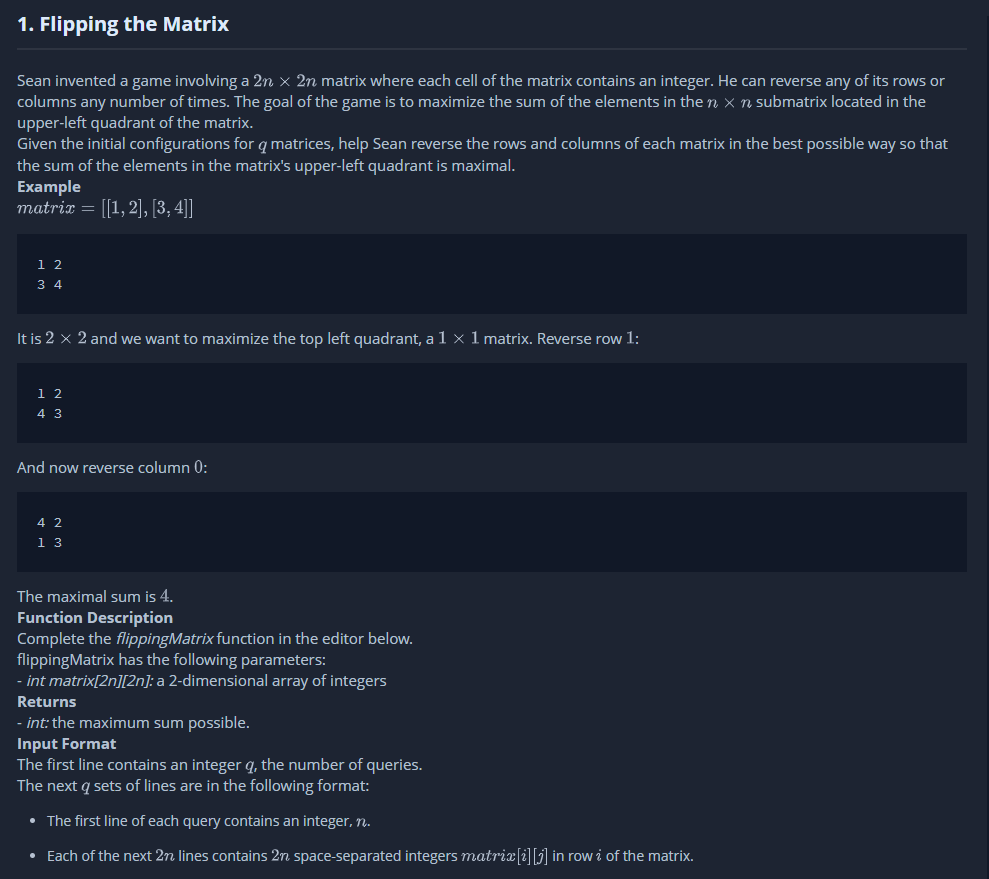 1. Flipping the Matrix
Sean invented a game involving a 2n × 2n matrix where each cell of the matrix contains an integer. He can reverse any of its rows or
columns any number of times. The goal of the game is to maximize the sum of the elements in the n × n submatrix located in the
upper-left quadrant of the matrix.
Given the initial configurations for q matrices, help Sean reverse the rows and columns of each matrix in the best possible way so that
the sum of the elements in the matrix's upper-left quadrant is maximal.
Example
matrix = [[1, 2], [3, 4]]
1 2
3 4
It is 2 × 2 and we want to maximize the top left quadrant, a 1 × 1 matrix. Reverse row 1:
1 2
4 3
And now reverse column 0:
4 2
1 3
The maximal sum is 4.
Function Description
Complete the flippingMatrix function in the editor below.
flippingMatrix has the following parameters:
- int matrix[2n][2n]: a 2-dimensional array of integers
Returns
- int: the maximum sum possible.
Input Format
The first line contains an integer q, the number of queries.
The next q sets of lines are in the following format:
• The first line of each query contains an integer, n.
• Each of the next 2n lines contains 2n space-separated integers matrix[i][j] in row i of the matrix.